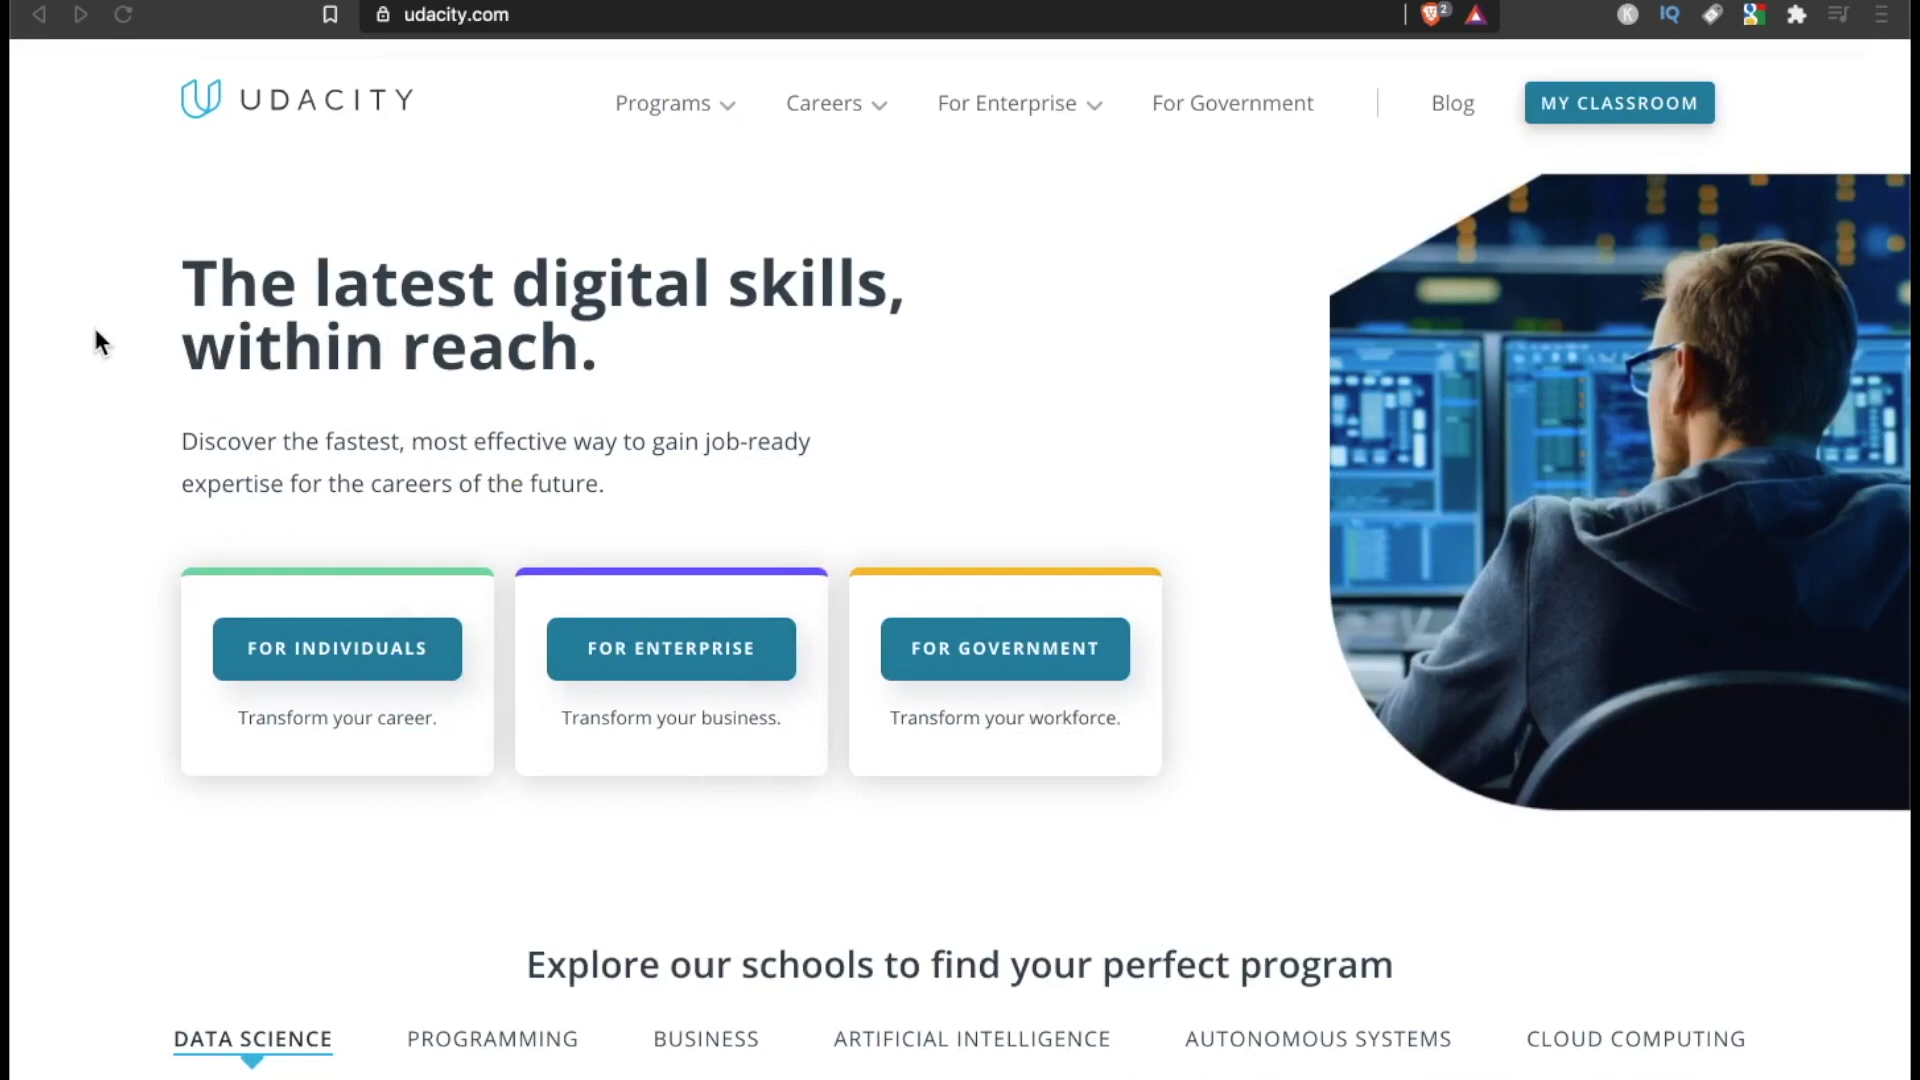 udacity.com
2
K
IQ
UDACITY
Programs
Careers
For Enterprise
For Government
Blog
MY CLASSROOM
The latest digital skills,
within reach.
Discover the fastest, most effective way to gain job-ready
expertise for the careers of the future.
FOR INDIVIDUALS
FOR ENTERPRISE
FOR GOVERNMENT
Transform your career.
Transform your business.
Transform your workforce.
Explore our schools to find your perfect program
DATA SCIENCE
PROGRAMMING
BUSINESS
ARTIFICIAL INTELLIGENCE
AUTONOMOUS SYSTEMS
CLOUD COMPUTING